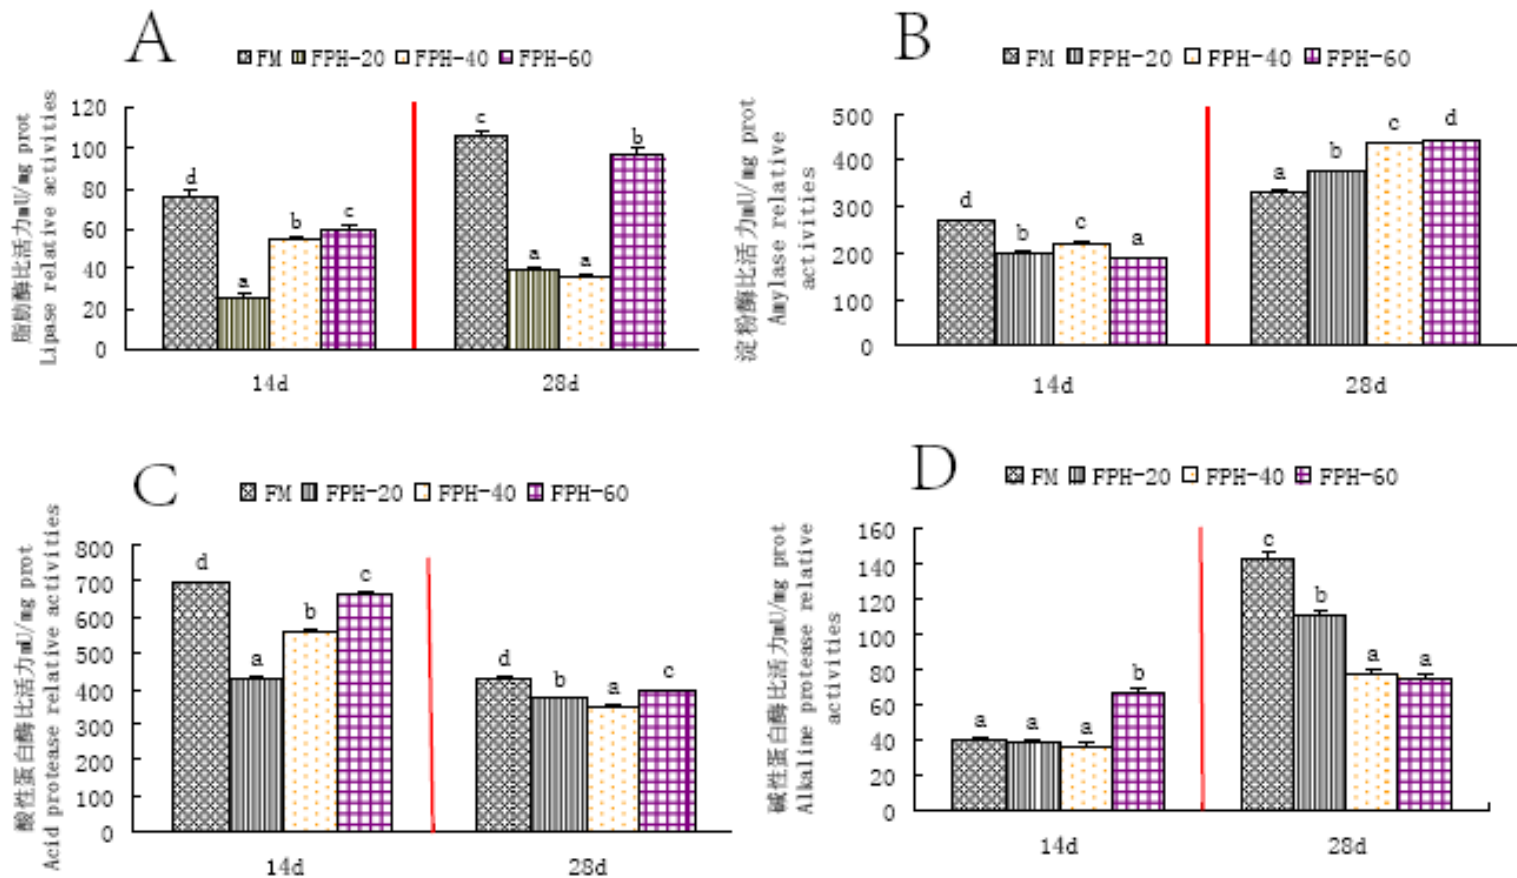 A
FM FPH-20 FPH-40 FPH-60
脂肪酶比活力mU/mg prot
Lipase relative activities
120
100
80
60
40
20
0
d
a
b
c
c
a
a
b
14d
28d
B
FM FPH-20 FPH-40 FPH-60
淀粉酶比活力mU/mg prot
Amylase relative
activities
500
400
300
200
100
0
d
b
c
a
a
b
c
d
14d
28d
C
FM FPH-20 FPH-40 FPH-60
酸性蛋白酶比活力mU/mg prot
Acid protease relative activities
800
700
600
500
400
300
200
100
0
d
a
b
c
d
b
a
c
14d
28d
D
FM FPH-20 FPH-40 FPH-60
碱性蛋白酶比活力mU/mg prot
Alkaline protease relative
activities
160
140
120
100
80
60
40
20
0
a
a
a
b
c
b
a
a
14d
28d